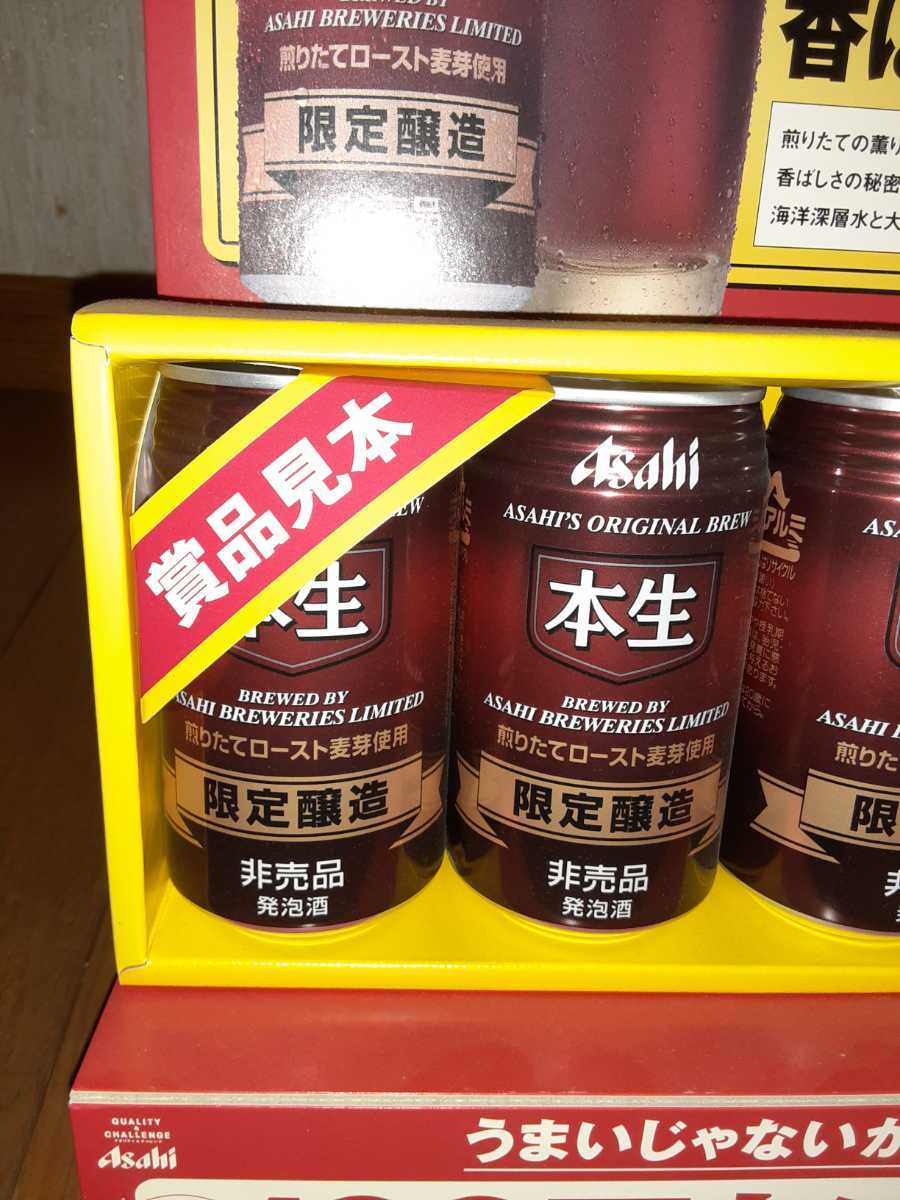 BREWED BY
ASAHI BREWERIES LIMITED
煎りたてロースト麦芽使用
限定醸造
香ば
煎りたての薫り
香ばしさの秘密
海洋深層水と大
賞品見本
本生
BREWED BY
ASAHI BREWERIES LIMITED
煎りたてロースト麦芽使用
限定醸造
非売品
発泡酒
Asahi
ASAHI'S ORIGINAL BREW
本生
BREWED BY
ASAHI BREWERIES LIMITED
煎りたてロースト麦芽使用
限定醸造
非売品
発泡酒
アルミ
ASA
ASAHI B
煎りた
限
QUALITY
&
CHALLENGE
Asahi
うまいじゃないか